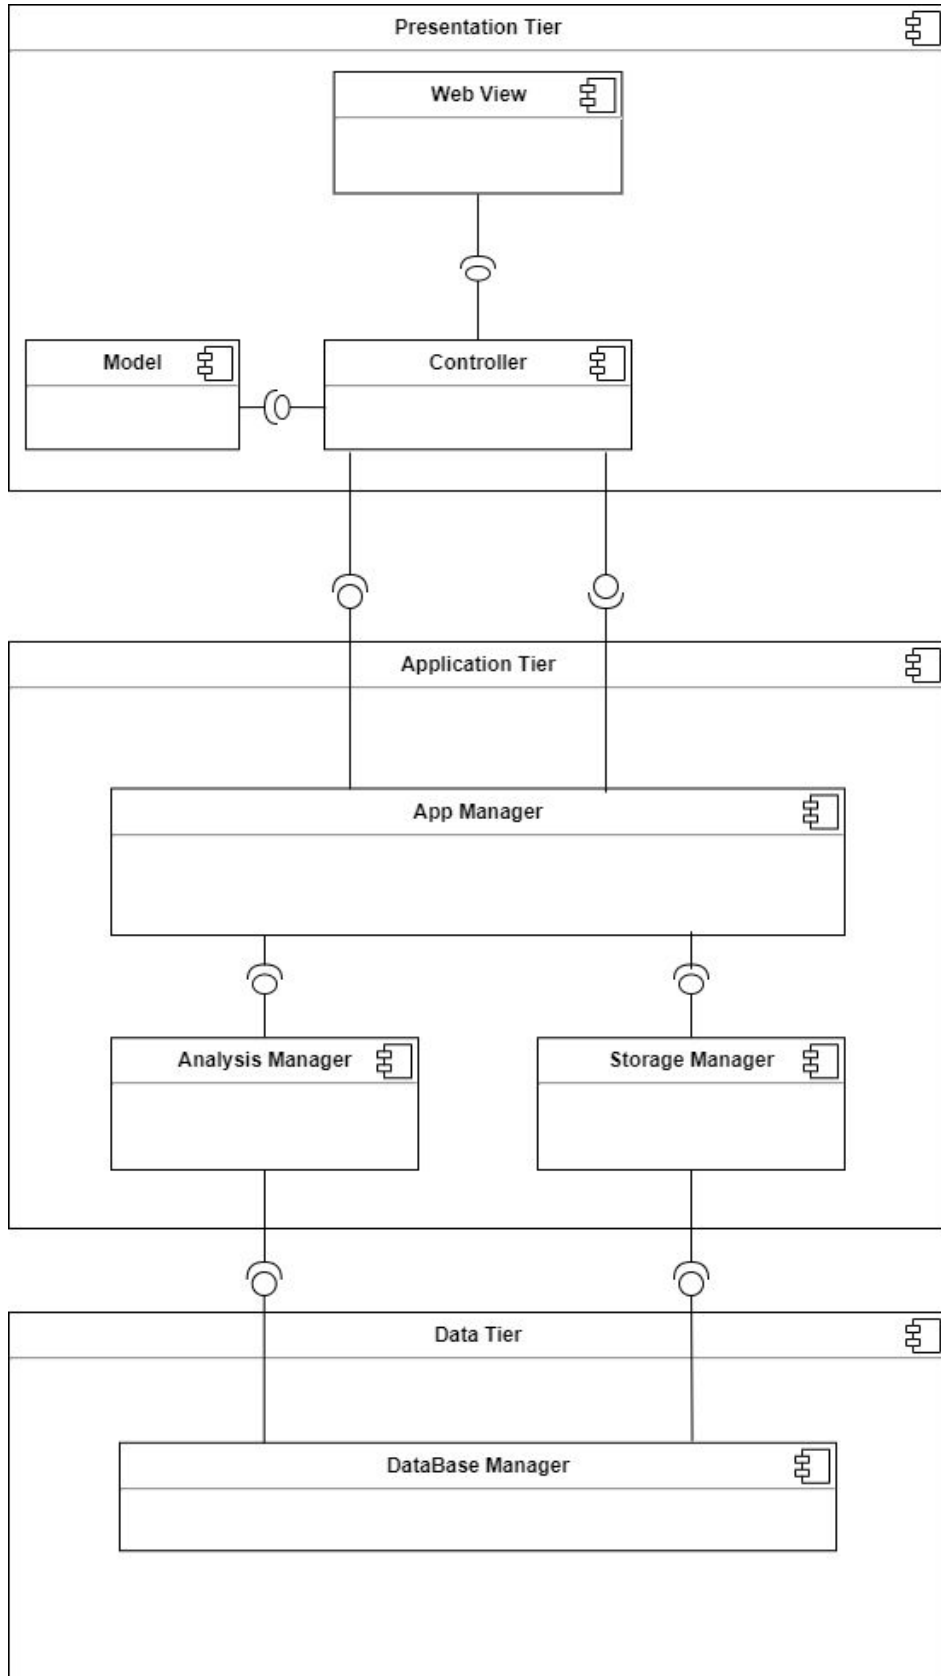 Presentation Tier
Web View
Model
Controller
Application Tier
App Manager
Analysis Manager
Storage Manager
Data Tier
DataBase Manager